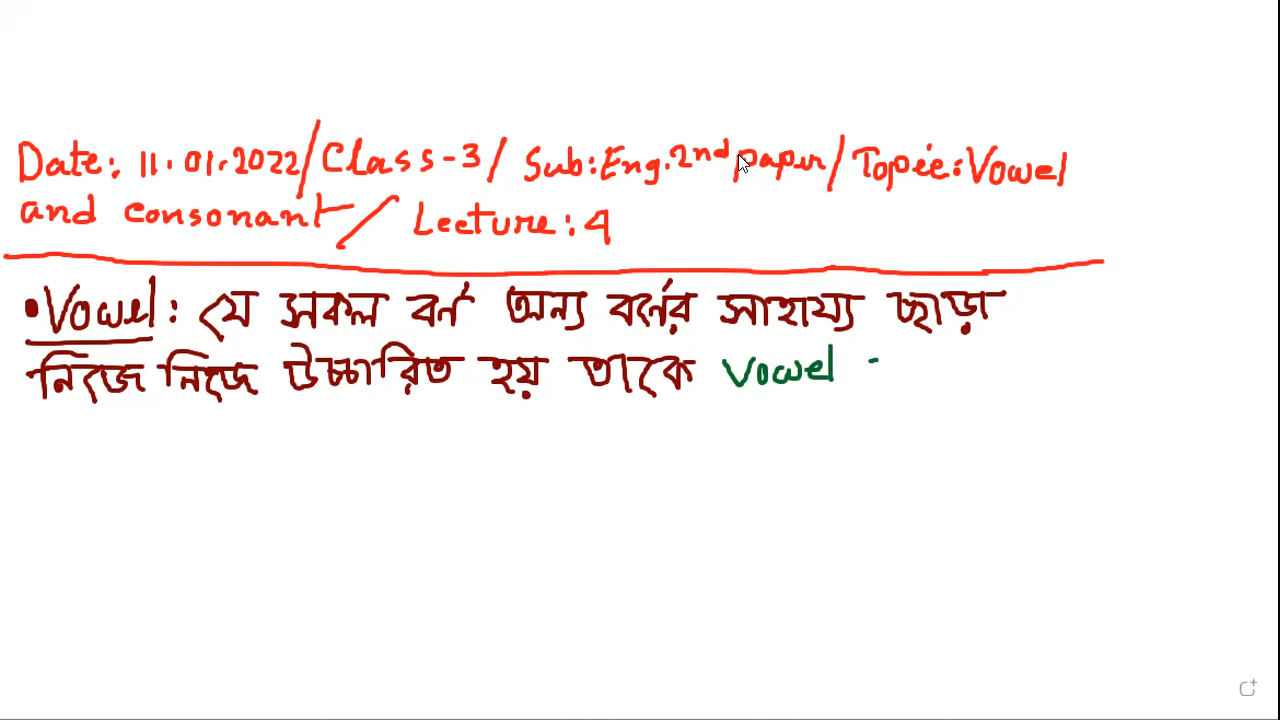 Date: 11.01.2022/Class-3/ Sub:Eng.2nd paper/Topic:Vowel
and consonant/ Lecture:4
•Vowel: যে সকল বর্ণ অন্য বর্ণের সাহায্য ছাড়া
নিজে নিজে উচ্চারিত হয় তাকে vowel -